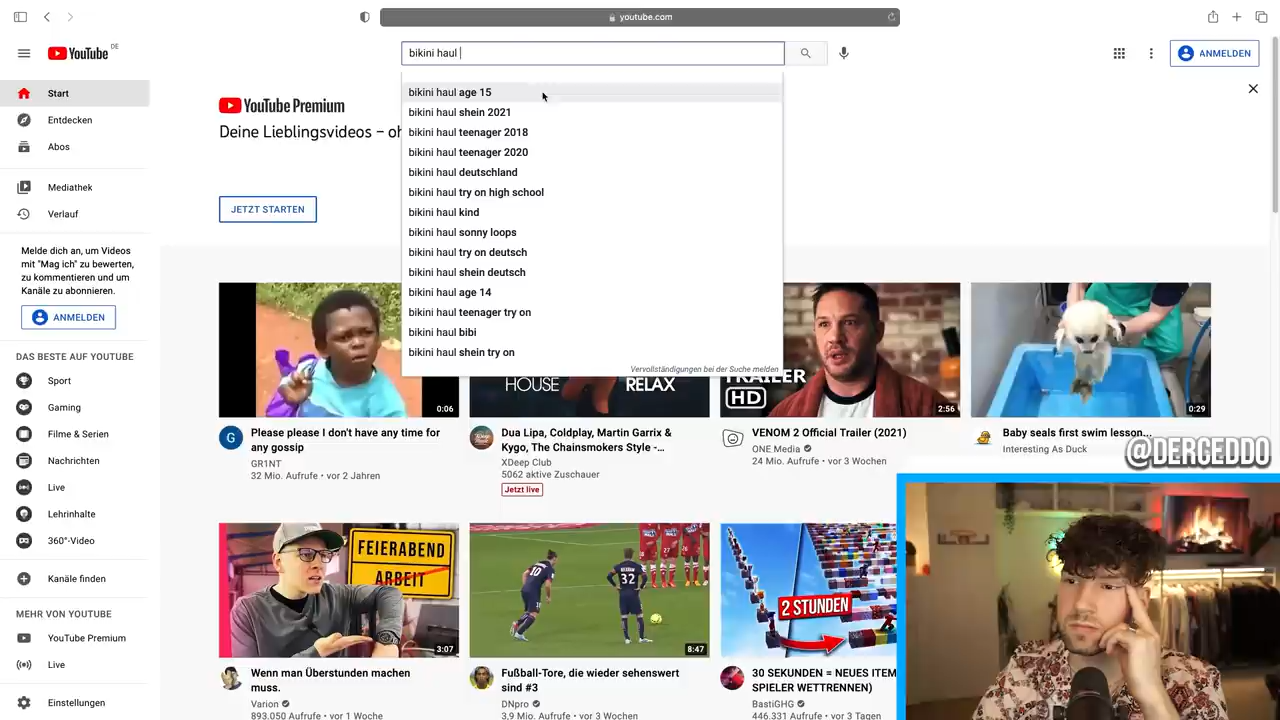 youtube.com
YouTube DE
bikini haul
ANMELDEN
Start
Entdecken
Abos
Mediathek
Verlauf
Melde dich an, um Videos
mit "Mag ich" zu bewerten,
zu kommentieren und um
Kanäle zu abonnieren.
ANMELDEN
DAS BESTE AUF YOUTUBE
Sport
Gaming
Filme & Serien
Nachrichten
Live
Lehrinhalte
360°-Video
Kanäle finden
MEHR VON YOUTUBE
YouTube Premium
Live
Einstellungen
bikini haul age 15
bikini haul shein 2021
bikini haul teenager 2018
bikini haul teenager 2020
bikini haul deutschland
bikini haul try on high school
bikini haul kind
bikini haul sonny loops
bikini haul try on deutsch
bikini haul shein deutsch
bikini haul age 14
bikini haul teenager try on
bikini haul bibi
bikini haul shein try on
Vervollständigungen bei der Suche melden
YouTube Premium
Deine Lieblingsvideos –
JETZT STARTEN
0:06
G
Please please I don't have any time for
any gossip
GR1NT
32 Mio. Aufrufe • vor 2 Jahren
HOUSE RELAX
Dua Lipa, Coldplay, Martin Garrix &
Kygo, The Chainsmokers Style -...
XDeep Club
5062 aktive Zuschauer
Jetzt live
TRAILER
HD
2:56
VENOM 2 Official Trailer (2021)
ONE Media
24 Mio. Aufrufe • vor 3 Wochen
0:29
Baby seals first swim lesson...
Interesting As Duck
@DERGEDDO
FEIERABEND
ARBEIT
3:07
Wenn man Überstunden machen
muss.
Varion
893.050 Aufrufe • vor 1 Woche
10
32
8:47
Fußball-Tore, die wieder sehenswert
sind #3
DNpro
3,9 Mio. Aufrufe • vor 3 Wochen
2 STUNDEN
30 SEKUNDEN = NEUES ITEM
SPIELER WETTRENNEN)
BastiGHG
446.331 Aufrufe • vor 3 Tagen